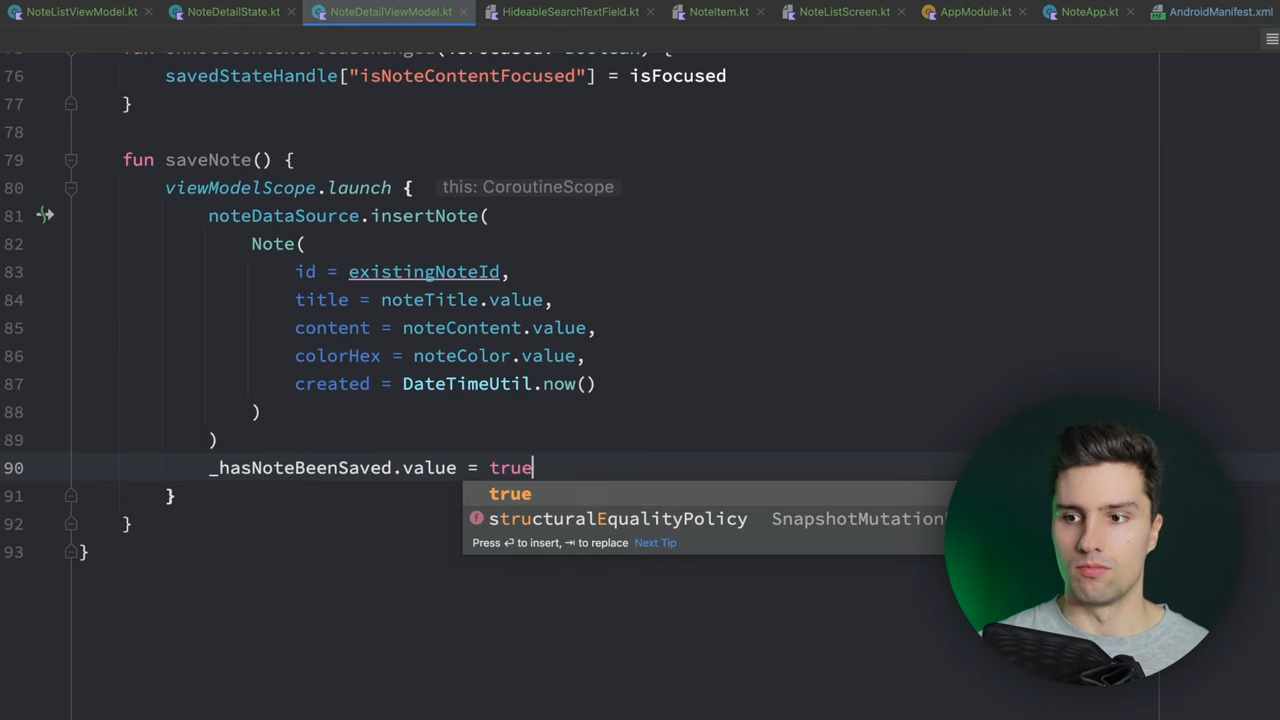 NoteListViewModel.kt NoteDetailState.kt NoteDetailViewModel.kt HideableSearchTextField.kt NoteItem.kt NoteListScreen.kt AppModule.kt NoteApp.kt AndroidManifest.xml
76 savedStateHandle["isNoteContentFocused"] = isFocused
77 }
78
79 fun saveNote() {
80 viewModelScope.launch { this: CoroutineScope
81 noteDataSource.insertNote(
82 Note(
83 id = existingNoteId,
84 title = noteTitle.value,
85 content = noteContent.value,
86 colorHex = noteColor.value,
87 created = DateTimeUtil.now()
88 )
89 )
90 _hasNoteBeenSaved.value = true
91 }
true
structuralEqualityPolicy SnapshotMutation
92 }
Press ⏎ to insert, ⇥ to replace Next Tip
93 }